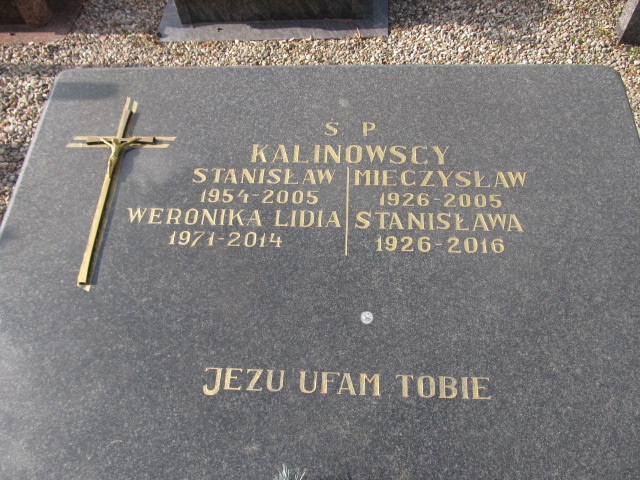 S P
KALINOWSCY
STANISŁAW MIECZYSŁAW
1954-2005 1926-2005
WERONIKA LIDIA STANISŁAWA
1971-2014 1926-2016
JEZU UFAM TOBIE